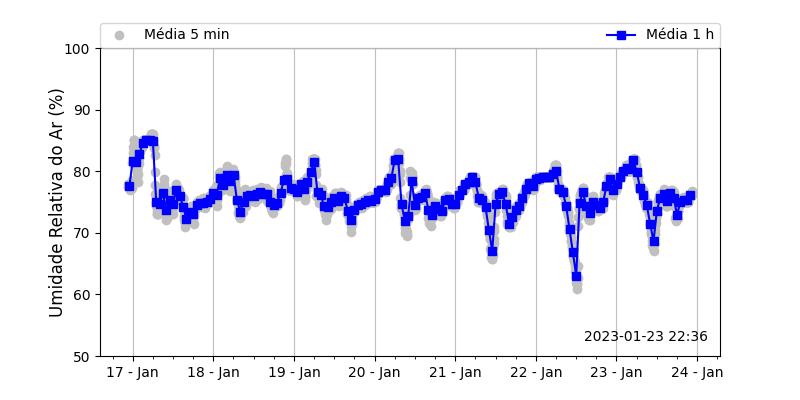 Média 5 min
Média 1 h
100
90
80
70
60
50
Umidade Relativa do Ar (%)
2023-01-23 22:36
17 - Jan
18 - Jan
19 - Jan
20 - Jan
21 - Jan
22 - Jan
23 - Jan
24 - Jan